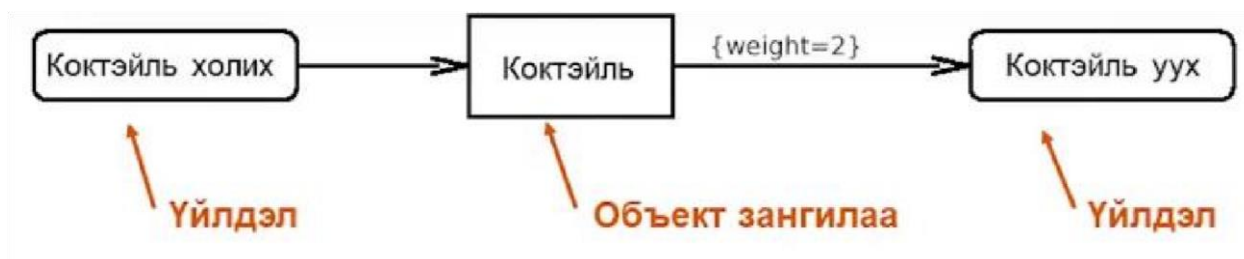 Коктэйль холих
Коктэйль
{weight=2}
Коктэйль уух
Үйлдэл
Объект зангилаа
Үйлдэл